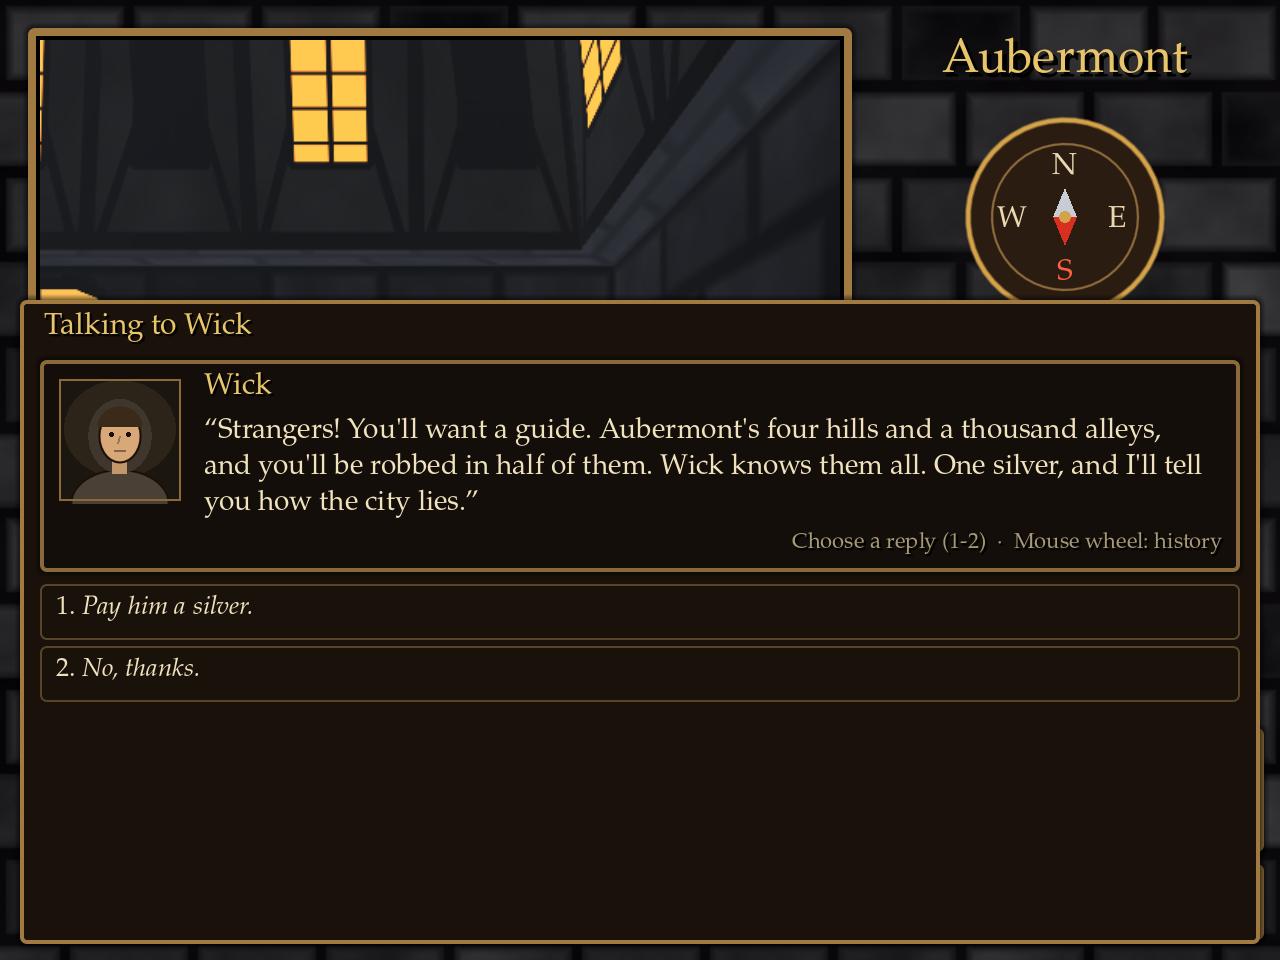 Aubermont
N
W E
S
Talking to Wick
Wick
“Strangers! You'll want a guide. Aubermont's four hills and a thousand alleys,
and you'll be robbed in half of them. Wick knows them all. One silver, and I'll tell
you how the city lies.”
Choose a reply (1-2) · Mouse wheel: history
1. Pay him a silver.
2. No, thanks.